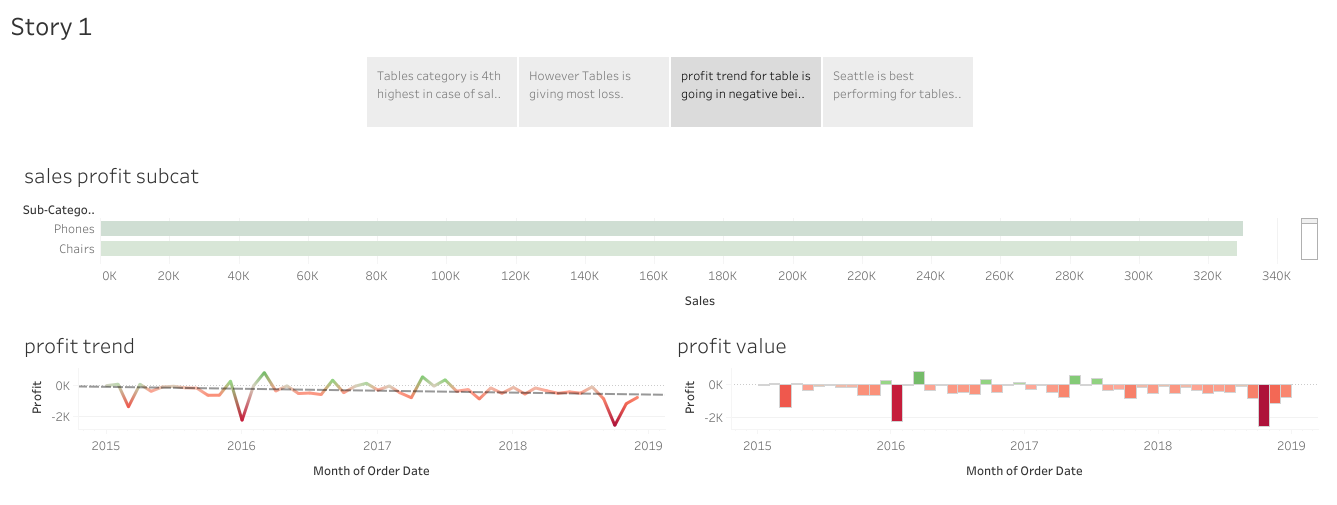 Story 1
Tables category is 4th
highest in case of sal..
However Tables is
giving most loss.
profit trend for table is
going in negative bei..
Seattle is best
performing for tables..
sales profit subcat
Sub-Catego..
Phones
Chairs
0K 20K 40K 60K 80K 100K 120K 140K 160K 180K 200K 220K 240K 260K 280K 300K 320K 340K
Sales
profit trend
Profit
0K
-2K
2015 2016 2017 2018 2019
Month of Order Date
profit value
Profit
0K
-2K
2015 2016 2017 2018 2019
Month of Order Date